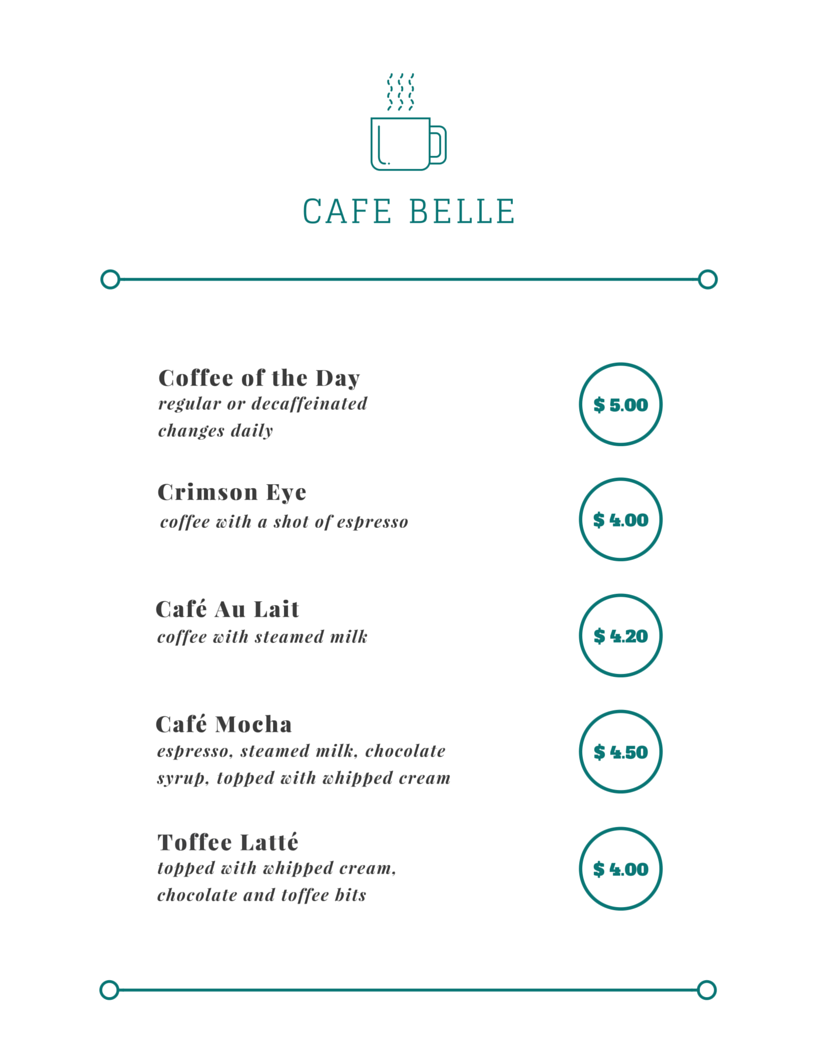 CAFE BELLE
Coffee of the Day
regular or decaffeinated
changes daily
$ 5.00
Crimson Eye
coffee with a shot of espresso
$ 4.00
Café Au Lait
coffee with steamed milk
$ 4.20
Café Mocha
espresso, steamed milk, chocolate
syrup, topped with whipped cream
$ 4.50
Toffee Latté
topped with whipped cream,
chocolate and toffee bits
$ 4.00